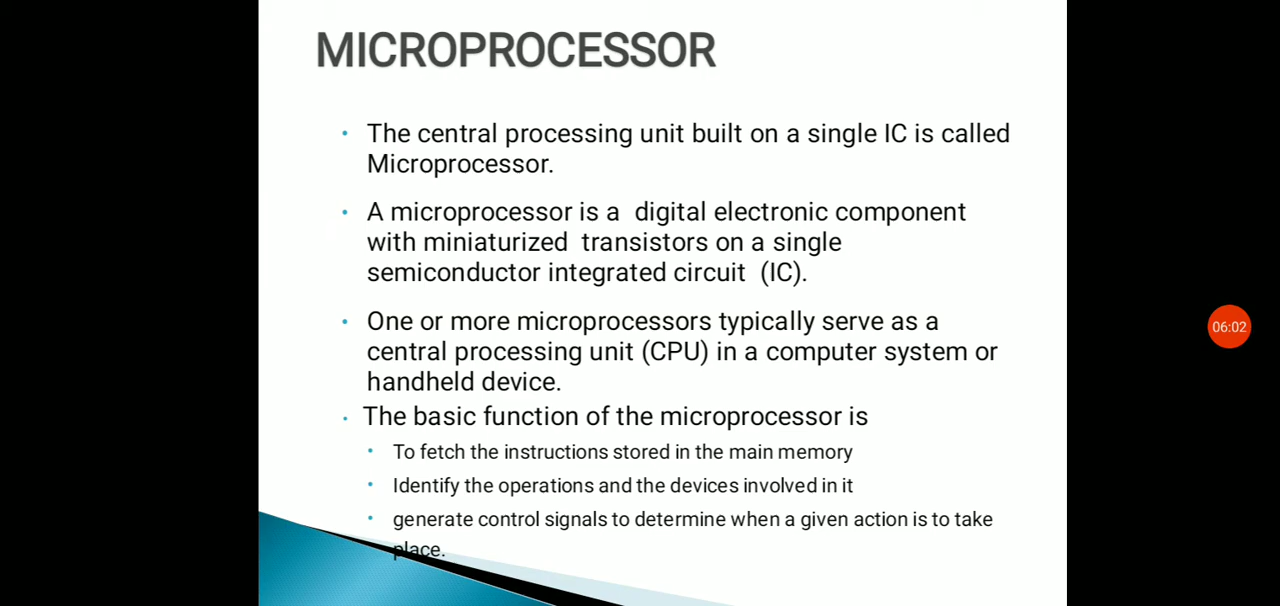 MICROPROCESSOR
• The central processing unit built on a single IC is called
Microprocessor.
• A microprocessor is a digital electronic component
with miniaturized transistors on a single
semiconductor integrated circuit (IC).
• One or more microprocessors typically serve as a
central processing unit (CPU) in a computer system or
handheld device.
• The basic function of the microprocessor is
• To fetch the instructions stored in the main memory
• Identify the operations and the devices involved in it
• generate control signals to determine when a given action is to take
place.
06:02